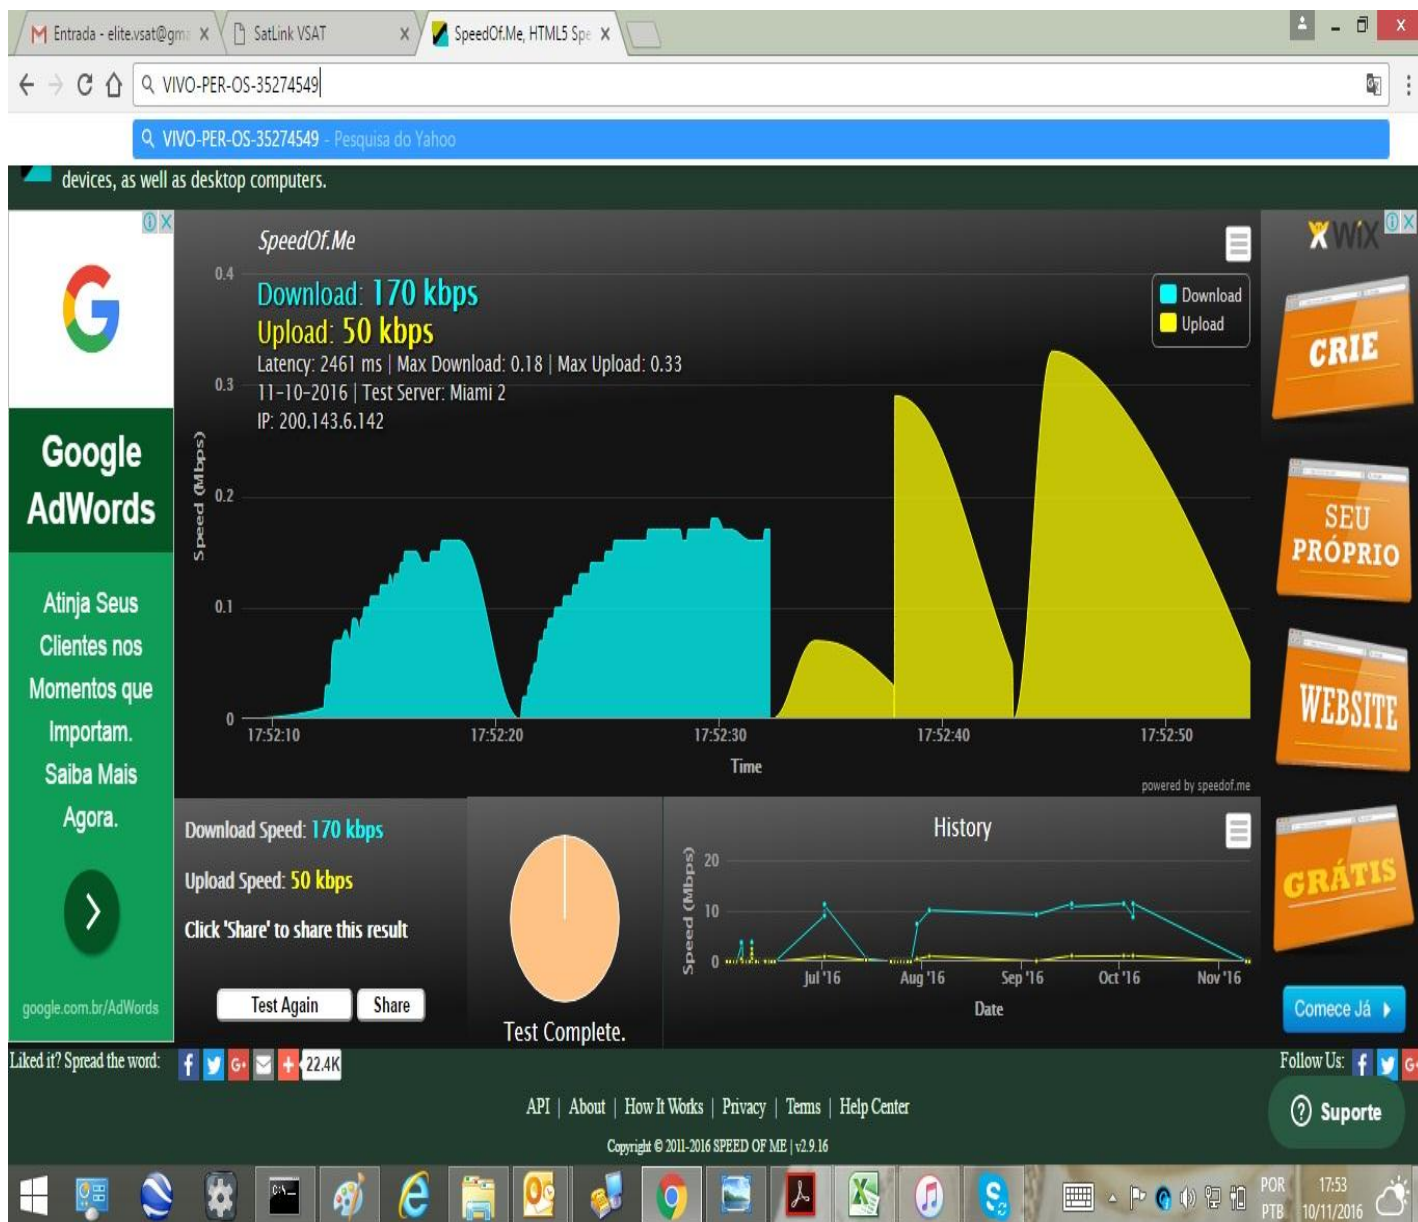 Entrada - elite.vsat@gma
SatLink VSAT
SpeedOf.Me, HTML5 Spe
VIVO-PER-OS-35274549
VIVO-PER-OS-35274549 - Pesquisa do Yahoo
devices, as well as desktop computers.
SpeedOf.Me
Download: 170 kbps
Upload: 50 kbps
Latency: 2461 ms | Max Download: 0.18 | Max Upload: 0.33
11-10-2016 | Test Server: Miami 2
IP: 200.143.6.142
Download
Upload
Speed (Mbps)
0.4
0.3
0.2
0.1
0
17:52:10 17:52:20 17:52:30 17:52:40 17:52:50
Time
powered by speedof.me
G
Google
AdWords
Atinja Seus
Clientes nos
Momentos que
Importam.
Saiba Mais
Agora.
google.com.br/AdWords
WiX
CRIE
SEU
PRÓPRIO
WEBSITE
GRÁTIS
Comece Já
Download Speed: 170 kbps
Upload Speed: 50 kbps
Click 'Share' to share this result
Test Again Share
Test Complete.
History
Speed (Mbps)
20
10
0
Jul '16 Aug '16 Sep '16 Oct '16 Nov '16
Date
Liked it? Spread the word:
22.4K
Follow Us:
API | About | How It Works | Privacy | Terms | Help Center
Copyright © 2011-2016 SPEED OF ME | v2.9.16
Suporte
POR
PTB
17:53
10/11/2016